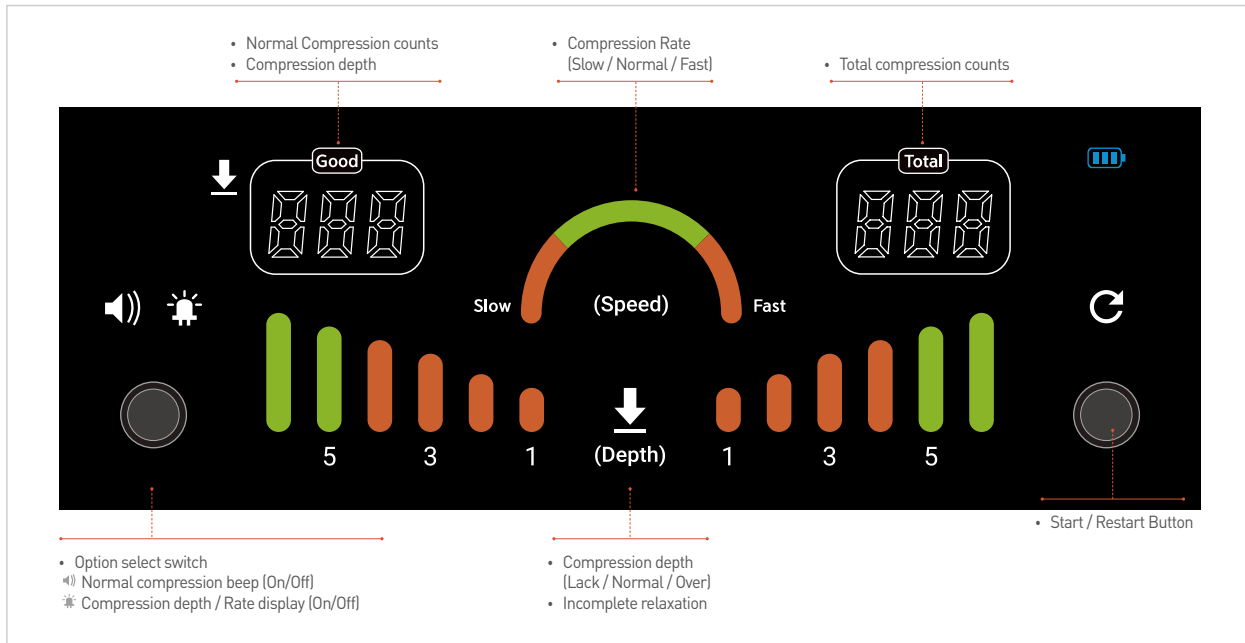 • Normal Compression counts
• Compression depth
• Compression Rate
(Slow / Normal / Fast)
• Total compression counts
Good
888
Total
888
Slow
(Speed)
Fast
5 3 1
(Depth)
1 3 5
• Option select switch
Normal compression beep (On/Off)
Compression depth / Rate display (On/Off)
• Compression depth
(Lack / Normal / Over)
• Incomplete relaxation
• Start / Restart Button